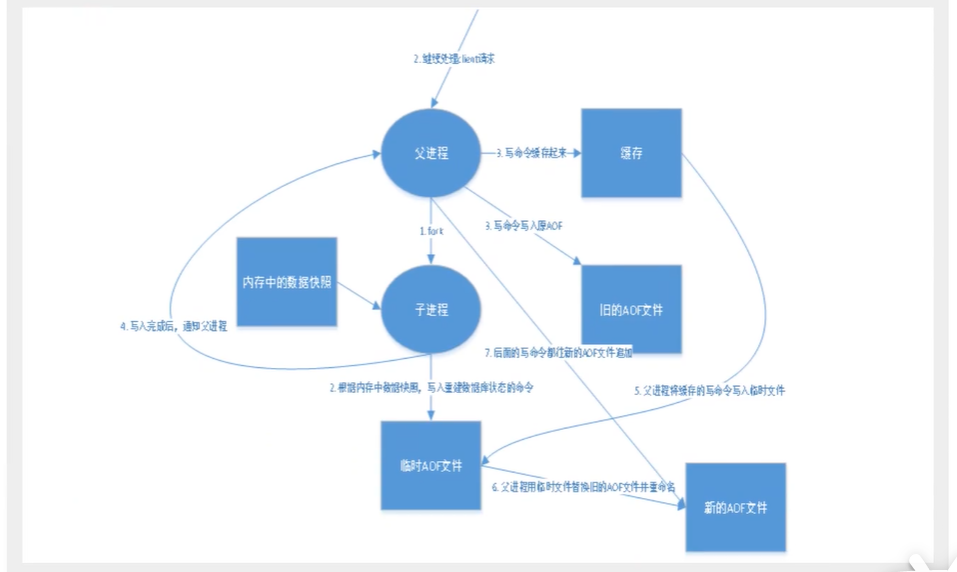 2. 继续处理client请求
父进程
3. 写命令缓存起来
缓存
3. 写命令写入原AOF
1. fork
内存中的数据快照
子进程
旧的AOF文件
4. 写入完成后，通知父进程
7. 后面的写命令都往新的AOF文件追加
2. 根据内存中数据快照，写入重建数据库状态的命令
5. 父进程将缓存的写命令写入临时文件
临时AOF文件
6. 父进程用临时文件替换旧的AOF文件并重命名
新的AOF文件